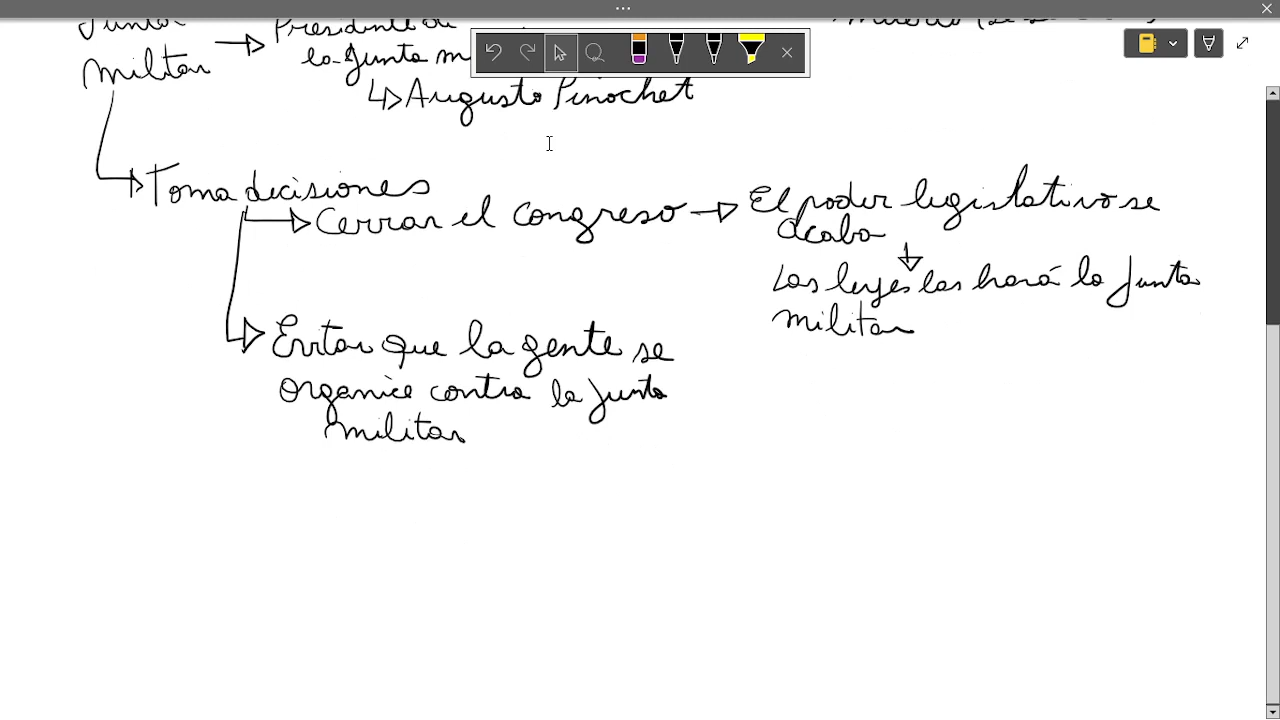 Junta
militar
Presidente de
la Junta m
Augusto Pinochet
Toma decisiones
Cerrar el congreso
El poder legislativo se
acaba
Las leyes las hará la Junta
militar
Evitar que la gente se
organice contra la Junta
militar